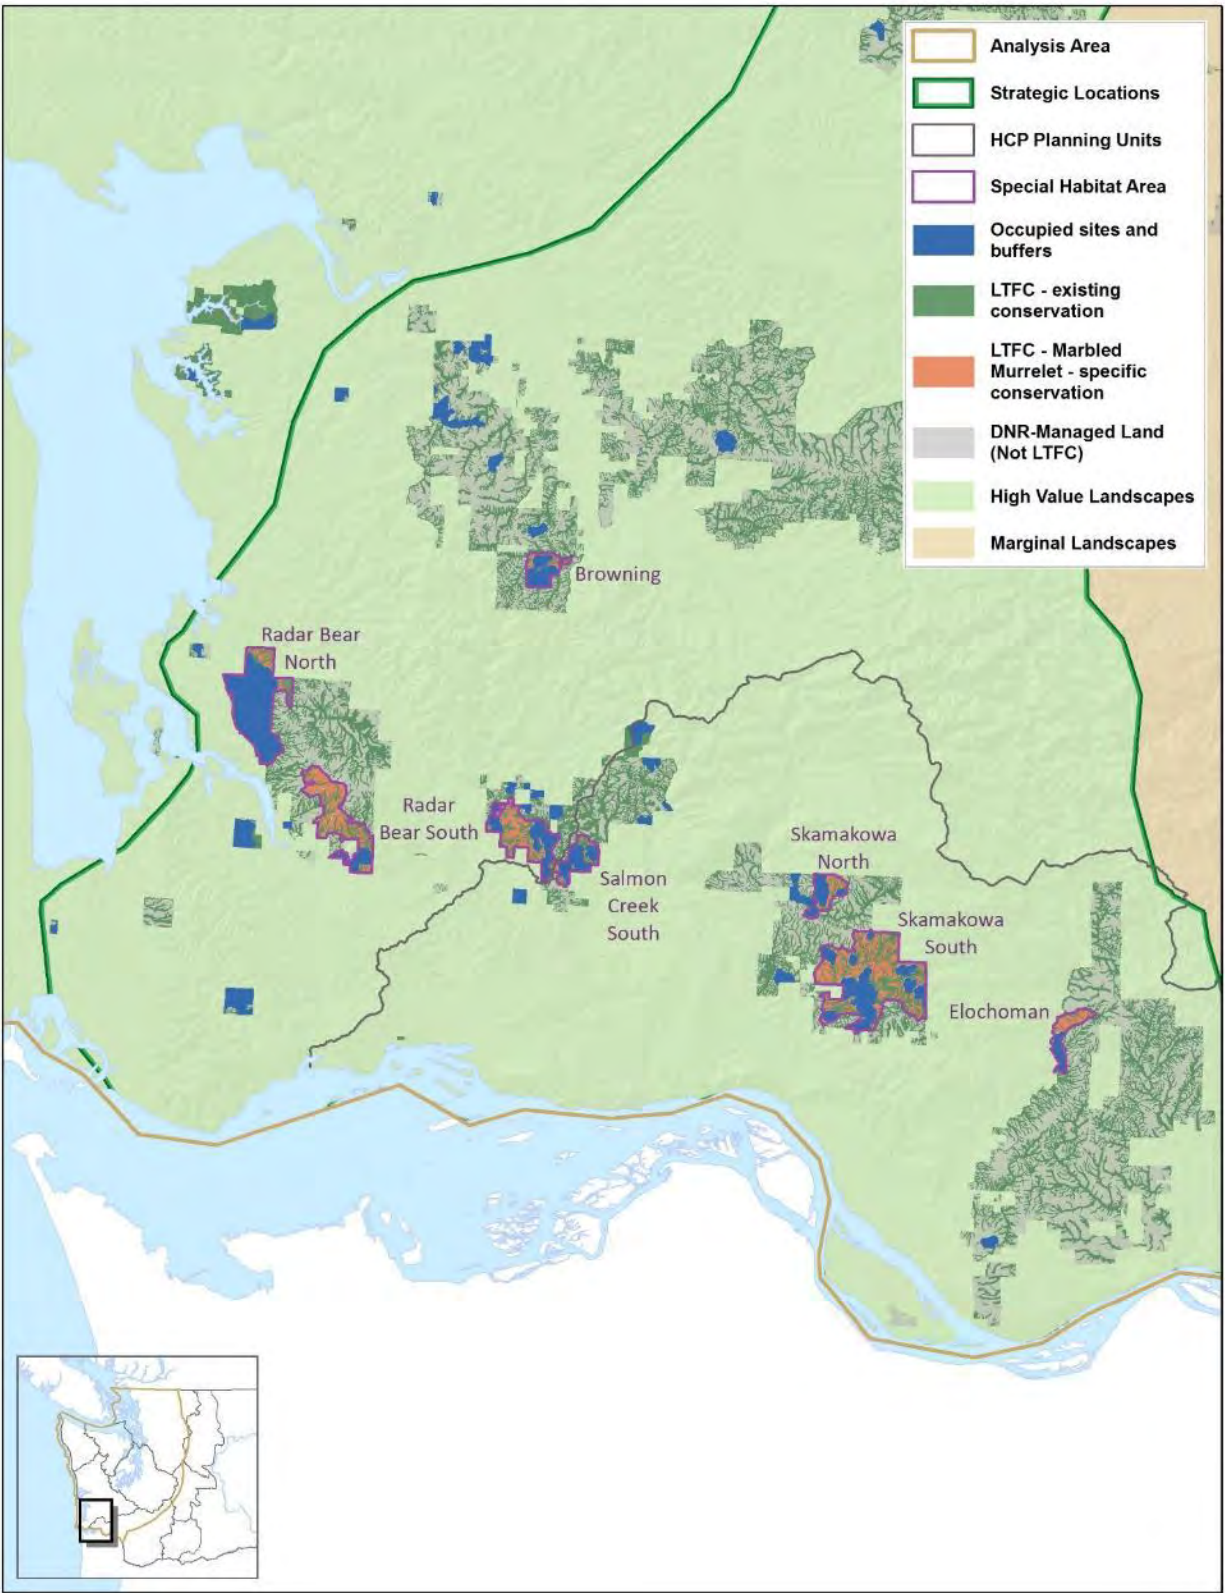 Analysis Area
Strategic Locations
HCP Planning Units
Special Habitat Area
Occupied sites and
buffers
LTFC - existing
conservation
LTFC - Marbled
Murrelet - specific
conservation
DNR-Managed Land
(Not LTFC)
High Value Landscapes
Marginal Landscapes
Browning
Radar Bear
North
Radar
Bear South
Salmon
Creek
South
Skamakowa
North
Skamakowa
South
Elochoman